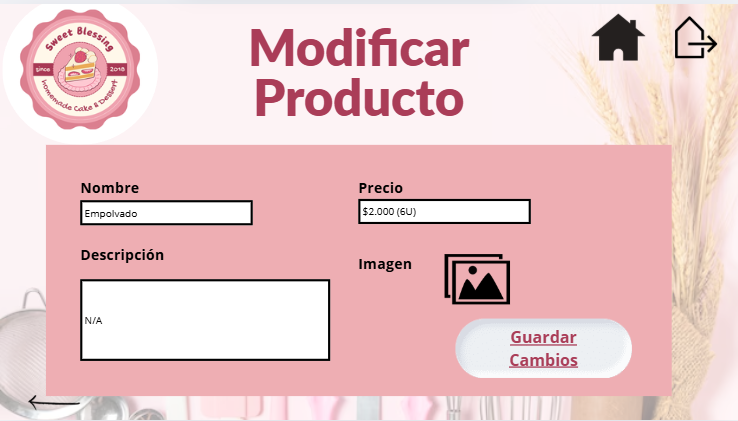 Sweet Blessing
since 2018
Homemade Cake & Dessert
Modificar
Producto
Nombre
Empolvado
Precio
$2.000 (6U)
Descripción
N/A
Imagen
Guardar
Cambios